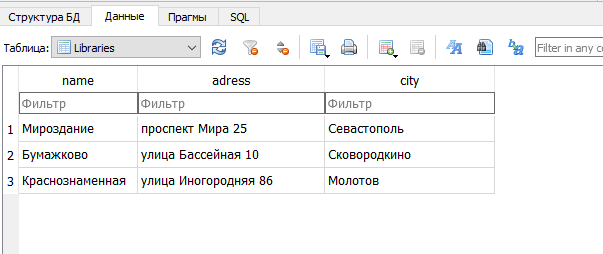 Структура БД Данные Прагмы SQL
Таблица: Libraries Filter in any co
name adress city
Фильтр Фильтр Фильтр
1 Мироздание проспект Мира 25 Севастополь
2 Бумажково улица Бассейная 10 Сковородкино
3 Краснознаменная улица Иногородняя 86 Молотов